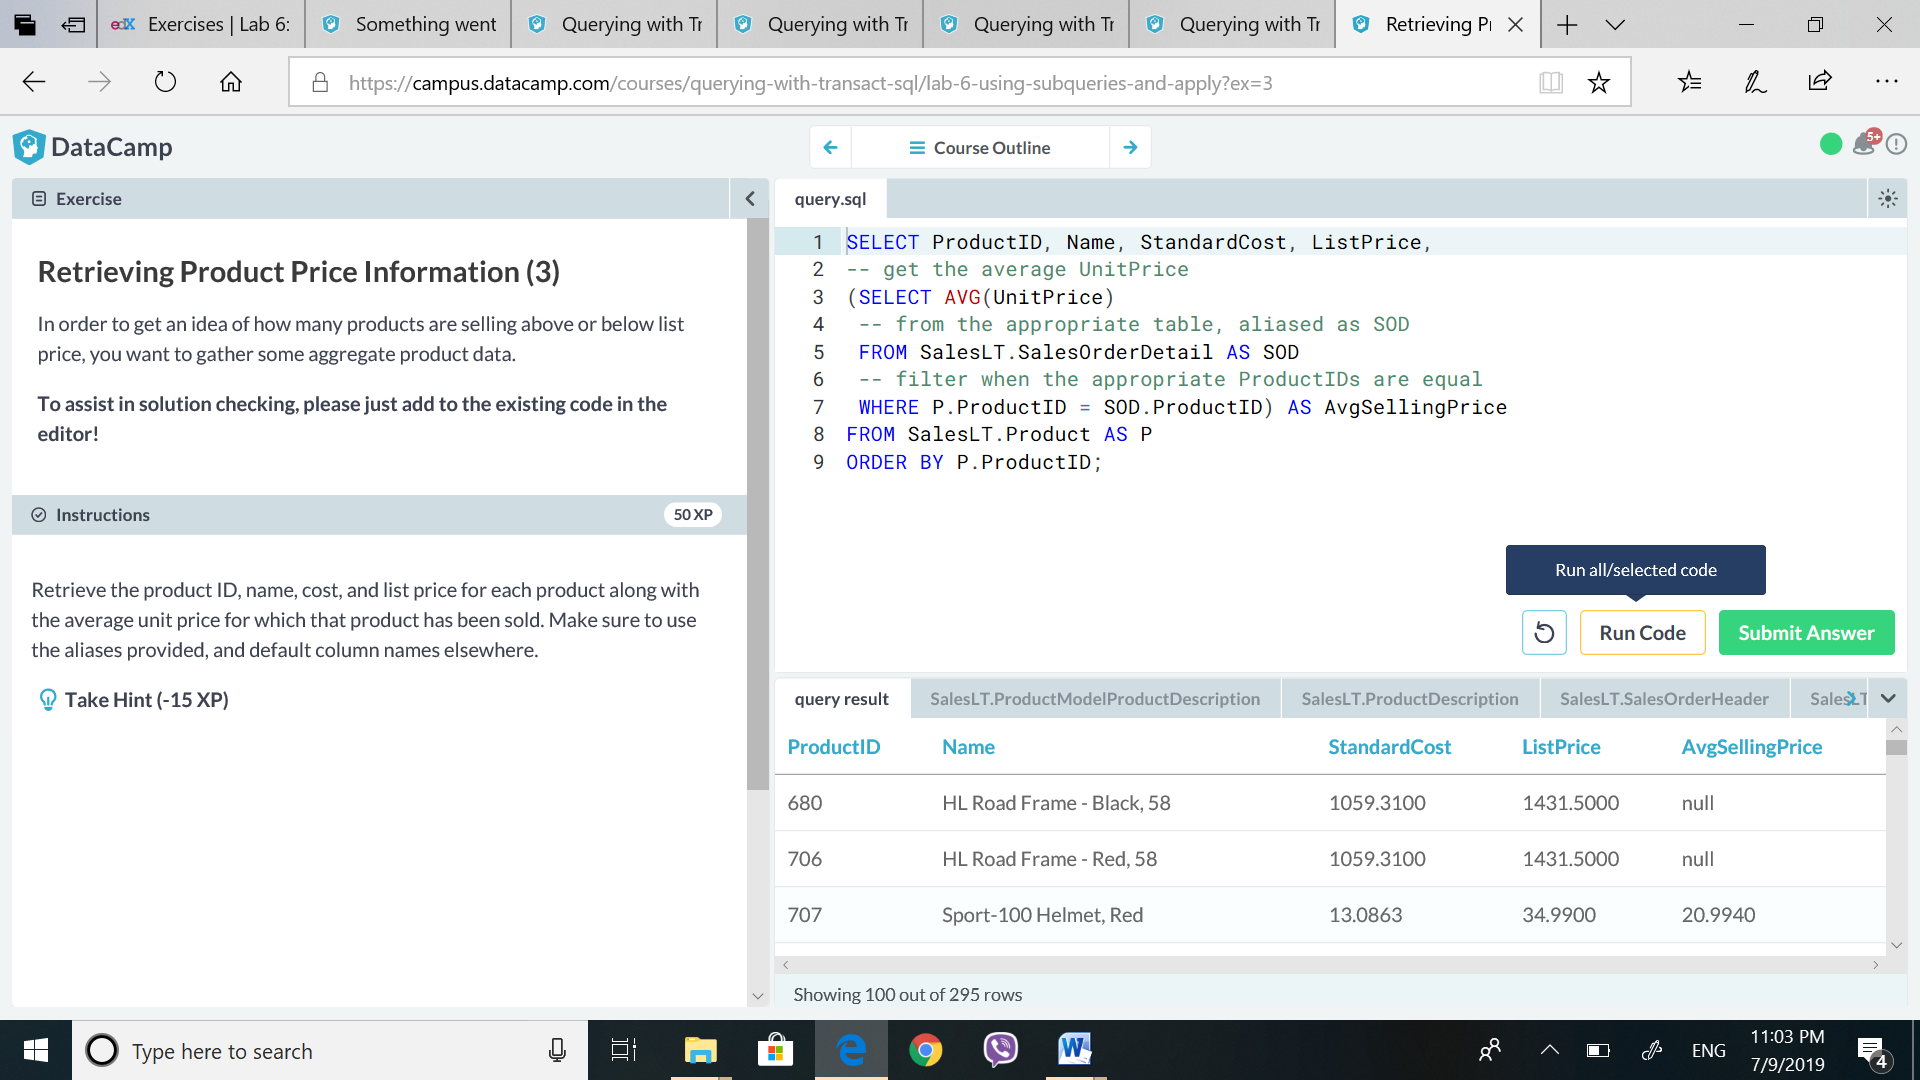 edX Exercises | Lab 6:
Something went
Querying with Tr
Querying with Tr
Querying with Tr
Querying with Tr
Retrieving Pr
https://campus.datacamp.com/courses/querying-with-transact-sql/lab-6-using-subqueries-and-apply?ex=3
DataCamp
Course Outline
5+
Exercise
query.sql
Retrieving Product Price Information (3)
In order to get an idea of how many products are selling above or below list
price, you want to gather some aggregate product data.
To assist in solution checking, please just add to the existing code in the
editor!
Instructions
50 XP
Retrieve the product ID, name, cost, and list price for each product along with
the average unit price for which that product has been sold. Make sure to use
the aliases provided, and default column names elsewhere.
Take Hint (-15 XP)
1 SELECT ProductID, Name, StandardCost, ListPrice,
2 -- get the average UnitPrice
3 (SELECT AVG(UnitPrice)
4 -- from the appropriate table, aliased as SOD
5 FROM SalesLT.SalesOrderDetail AS SOD
6 -- filter when the appropriate ProductIDs are equal
7 WHERE P.ProductID = SOD.ProductID) AS AvgSellingPrice
8 FROM SalesLT.Product AS P
9 ORDER BY P.ProductID;
Run all/selected code
Run Code
Submit Answer
query result
SalesLT.ProductModelProductDescription
SalesLT.ProductDescription
SalesLT.SalesOrderHeader
SalesLT
ProductID Name StandardCost ListPrice AvgSellingPrice
680 HL Road Frame - Black, 58 1059.3100 1431.5000 null
706 HL Road Frame - Red, 58 1059.3100 1431.5000 null
707 Sport-100 Helmet, Red 13.0863 34.9900 20.9940
Showing 100 out of 295 rows
Type here to search
ENG
11:03 PM
7/9/2019
4